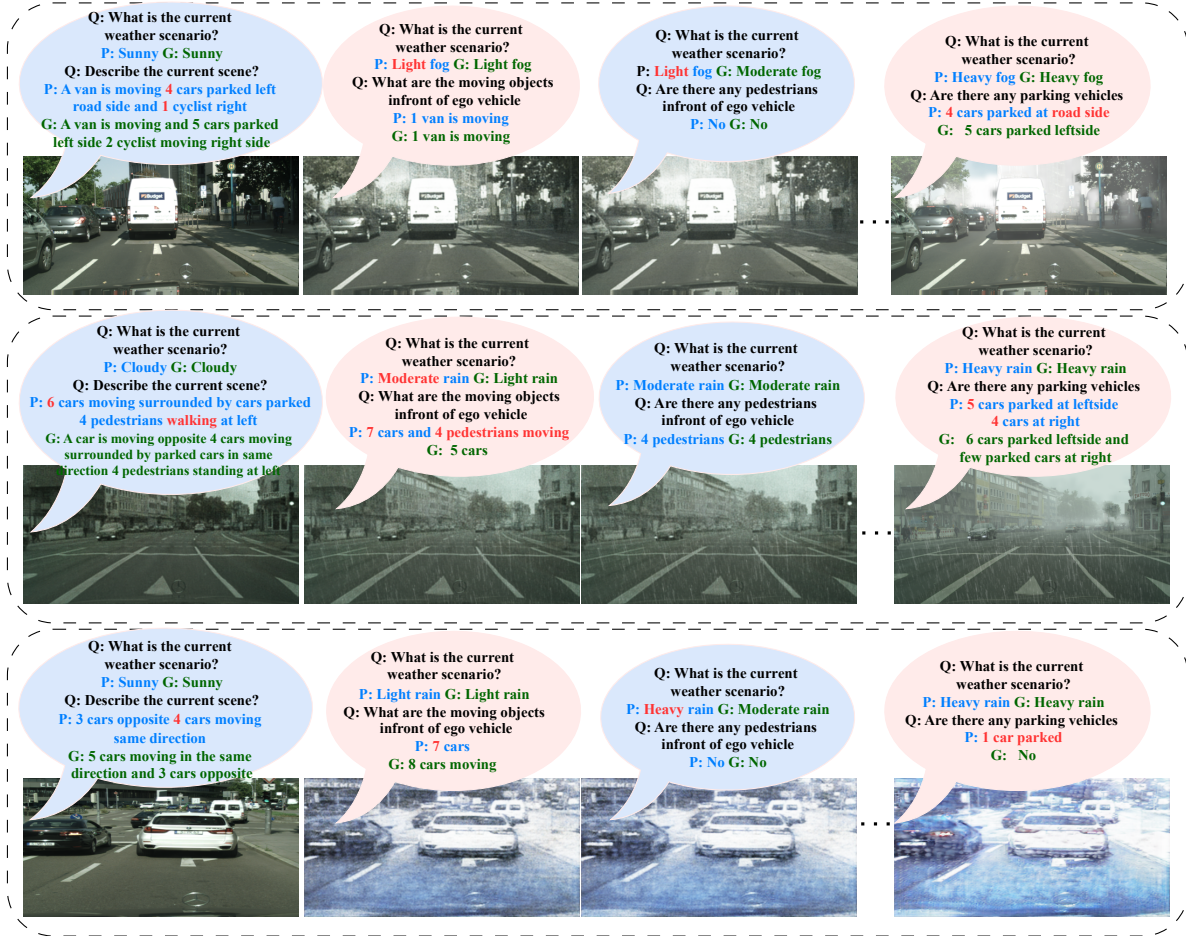 Q: What is the current
weather scenario?
P: Sunny G: Sunny
Q: Describe the current scene?
P: A van is moving 4 cars parked left
road side and 1 cyclist right
G: A van is moving and 5 cars parked
left side 2 cyclist moving right side
Q: What is the current
weather scenario?
P: Light fog G: Light fog
Q: What are the moving objects
infront of ego vehicle
P: 1 van is moving
G: 1 van is moving
Q: What is the current
weather scenario?
P: Light fog G: Moderate fog
Q: Are there any pedestrians
infront of ego vehicle
P: No G: No
Q: What is the current
weather scenario?
P: Heavy fog G: Heavy fog
Q: Are there any parking vehicles
P: 4 cars parked at road side
G: 5 cars parked leftside
...
Q: What is the current
weather scenario?
P: Cloudy G: Cloudy
Q: Describe the current scene?
P: 6 cars moving surrounded by cars parked
4 pedestrians walking at left
G: A car is moving opposite 4 cars moving
surrounded by parked cars in same
direction 4 pedestrians standing at left
Q: What is the current
weather scenario?
P: Moderate rain G: Light rain
Q: What are the moving objects
infront of ego vehicle
P: 7 cars and 4 pedestrians moving
G: 5 cars
Q: What is the current
weather scenario?
P: Moderate rain G: Moderate rain
Q: Are there any pedestrians
infront of ego vehicle
P: 4 pedestrians G: 4 pedestrians
Q: What is the current
weather scenario?
P: Heavy rain G: Heavy rain
Q: Are there any parking vehicles
P: 5 cars parked at leftside
4 cars at right
G: 6 cars parked leftside and
few parked cars at right
...
Q: What is the current
weather scenario?
P: Sunny G: Sunny
Q: Describe the current scene?
P: 3 cars opposite 4 cars moving
same direction
G: 5 cars moving in the same
direction and 3 cars opposite
Q: What is the current
weather scenario?
P: Light rain G: Light rain
Q: What are the moving objects
infront of ego vehicle
P: 7 cars
G: 8 cars moving
Q: What is the current
weather scenario?
P: Heavy rain G: Moderate rain
Q: Are there any pedestrians
infront of ego vehicle
P: No G: No
Q: What is the current
weather scenario?
P: Heavy rain G: Heavy rain
Q: Are there any parking vehicles
P: 1 car parked
G: No
...